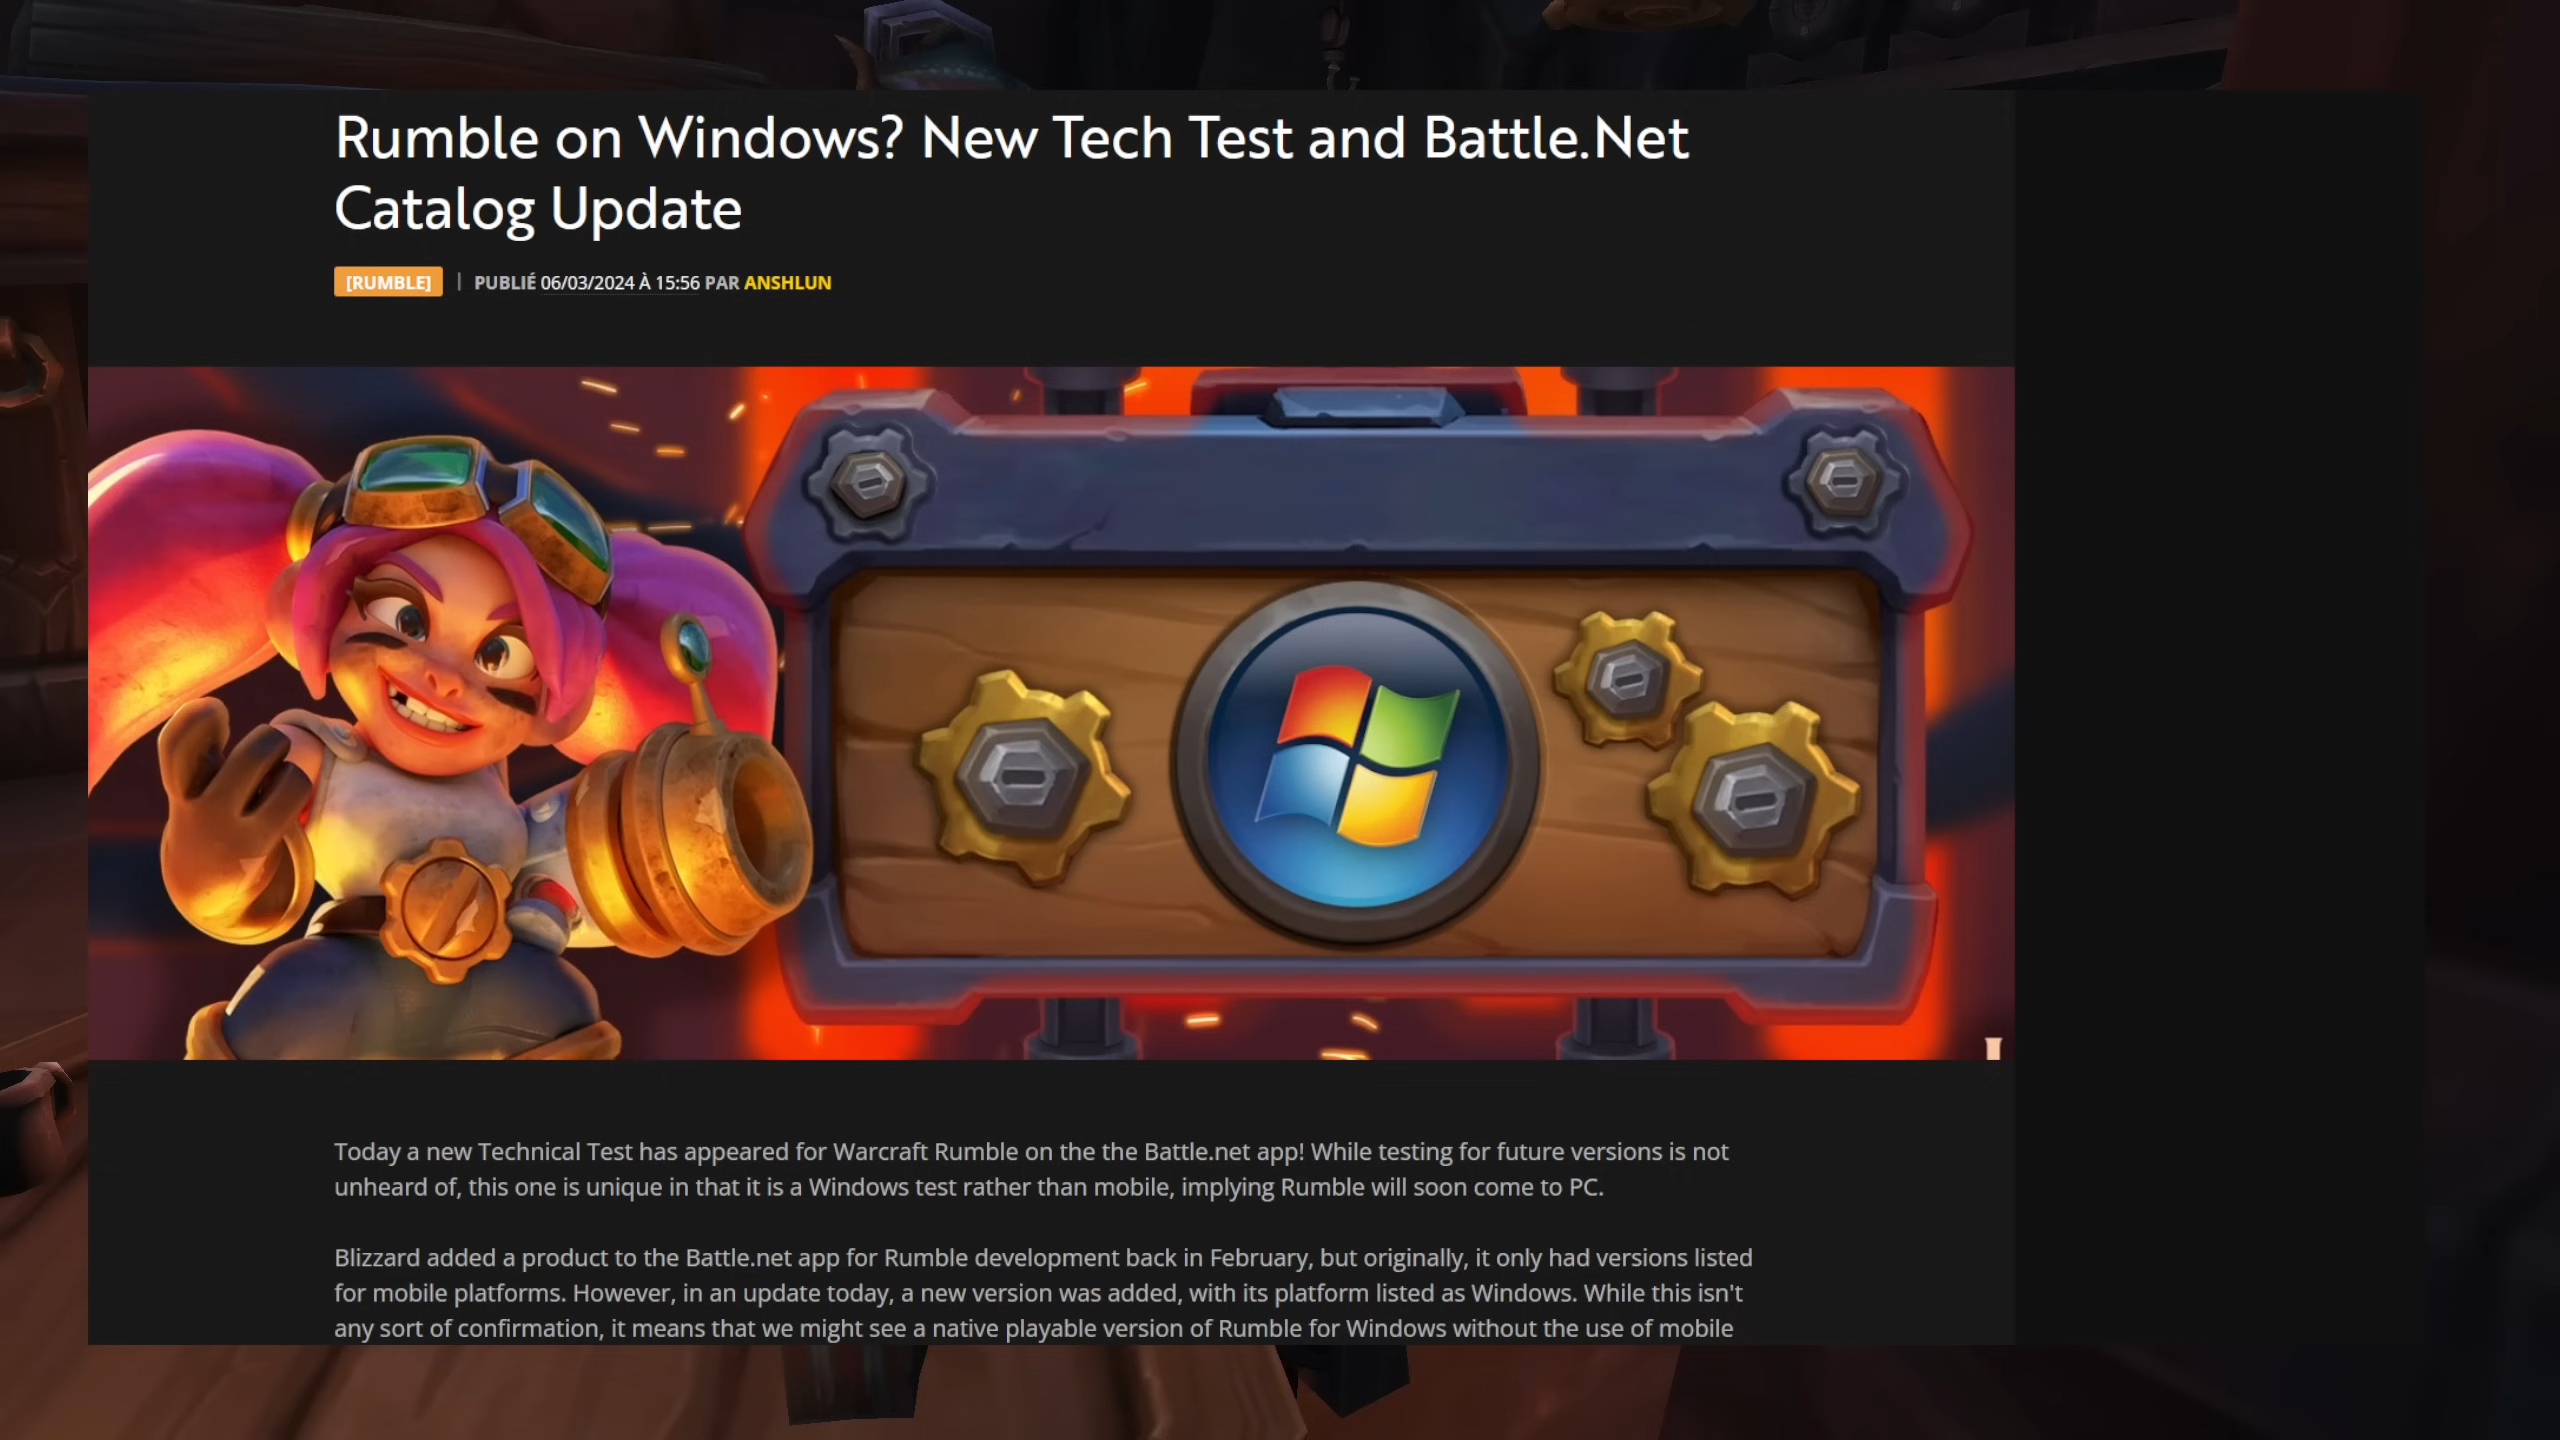 Rumble on Windows? New Tech Test and Battle.Net
Catalog Update
[RUMBLE] | PUBLIÉ 06/03/2024 À 15:56 PAR ANSHLUN
Today a new Technical Test has appeared for Warcraft Rumble on the the Battle.net app! While testing for future versions is not
unheard of, this one is unique in that it is a Windows test rather than mobile, implying Rumble will soon come to PC.
Blizzard added a product to the Battle.net app for Rumble development back in February, but originally, it only had versions listed
for mobile platforms. However, in an update today, a new version was added, with its platform listed as Windows. While this isn't
any sort of confirmation, it means that we might see a native playable version of Rumble for Windows without the use of mobile